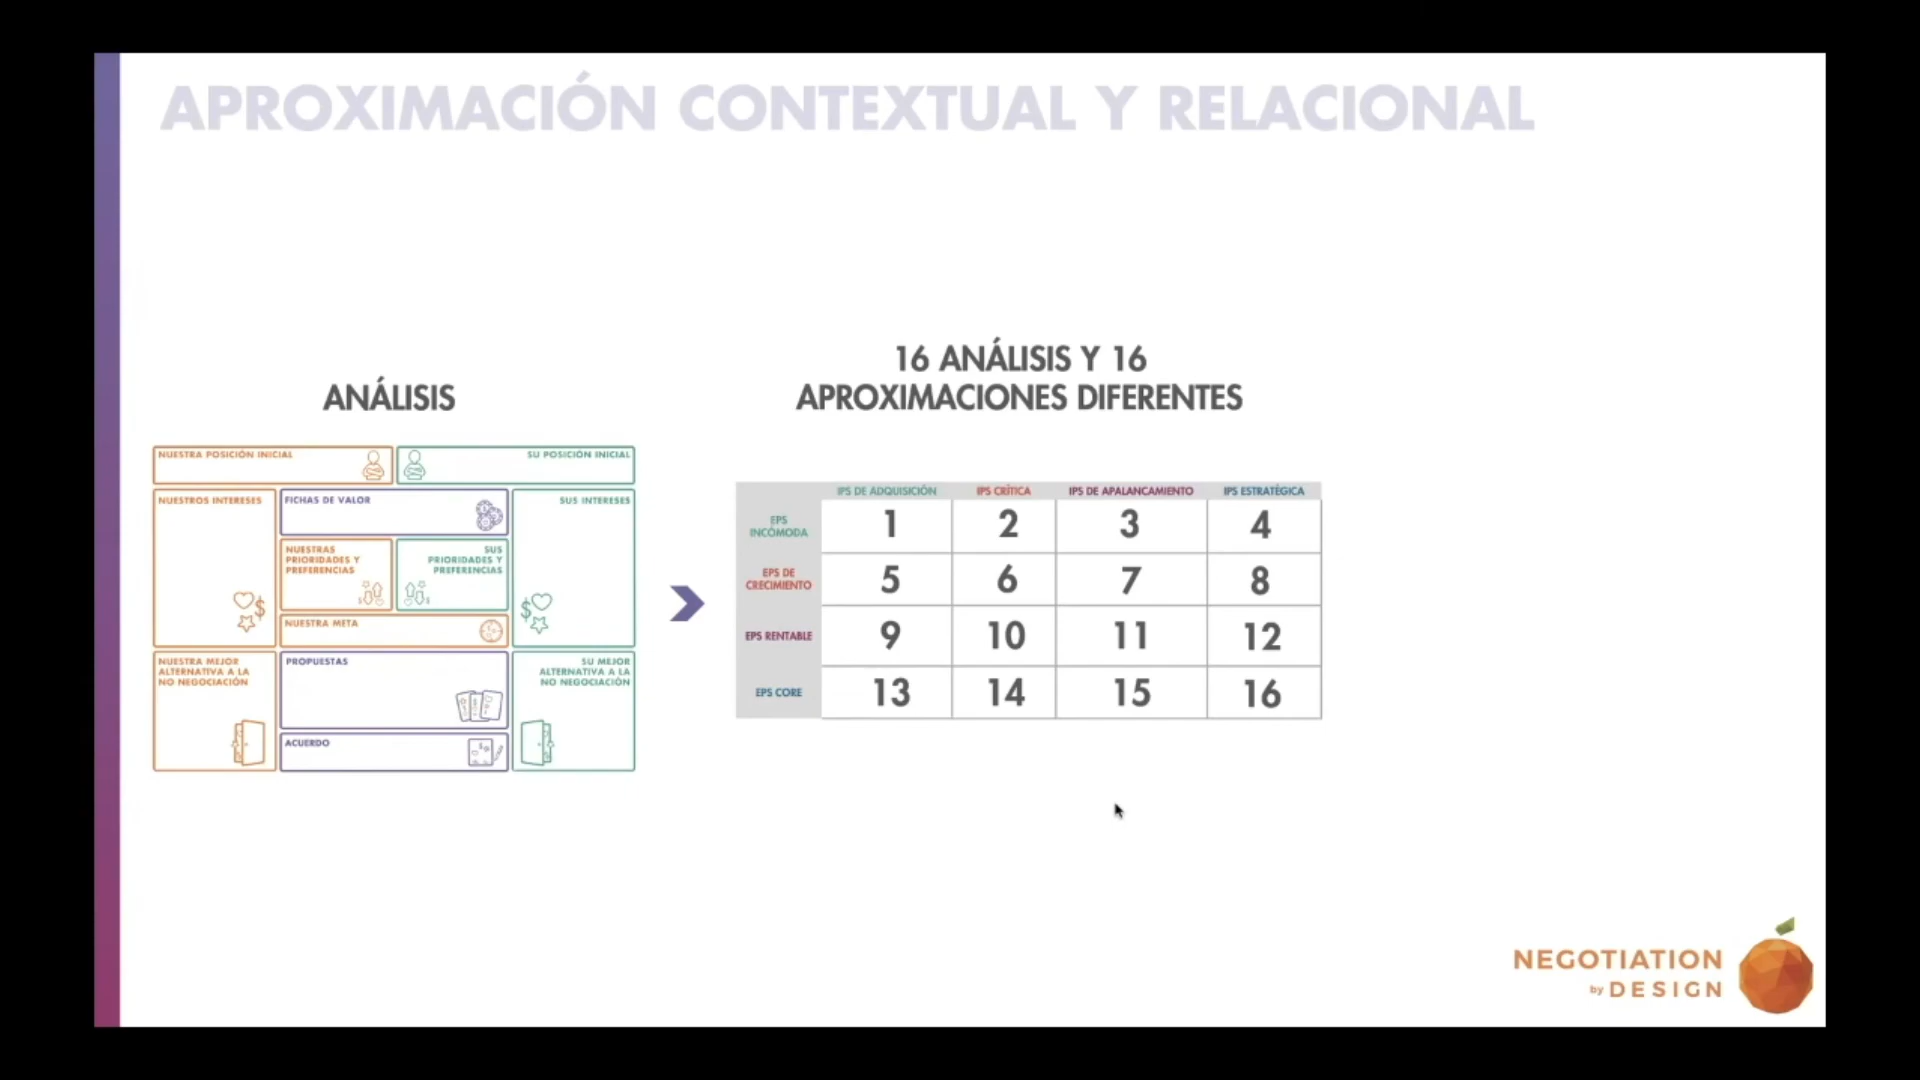 APROXIMACIÓN CONTEXTUAL Y RELACIONAL
ANÁLISIS
NUESTRA POSICIÓN INICIAL
SU POSICIÓN INICIAL
NUESTROS INTERESES
FICHAS DE VALOR
SUS INTERESES
NUESTRAS
PRIORIDADES Y
PREFERENCIAS
SUS
PRIORIDADES Y
PREFERENCIAS
NUESTRA META
NUESTRA MEJOR
ALTERNATIVA A LA
NO NEGOCIACIÓN
PROPUESTAS
SU MEJOR
ALTERNATIVA A LA
NO NEGOCIACIÓN
ACUERDO
16 ANÁLISIS Y 16
APROXIMACIONES DIFERENTES
IPS DE ADQUISICIÓN IPS CRÍTICA IPS DE APALANCAMIENTO IPS ESTRATÉGICA
EPS
INCÓMODA
1 2 3 4
EPS DE
CRECIMIENTO
5 6 7 8
EPS RENTABLE 9 10 11 12
EPS CORE 13 14 15 16
NEGOTIATION
by DESIGN